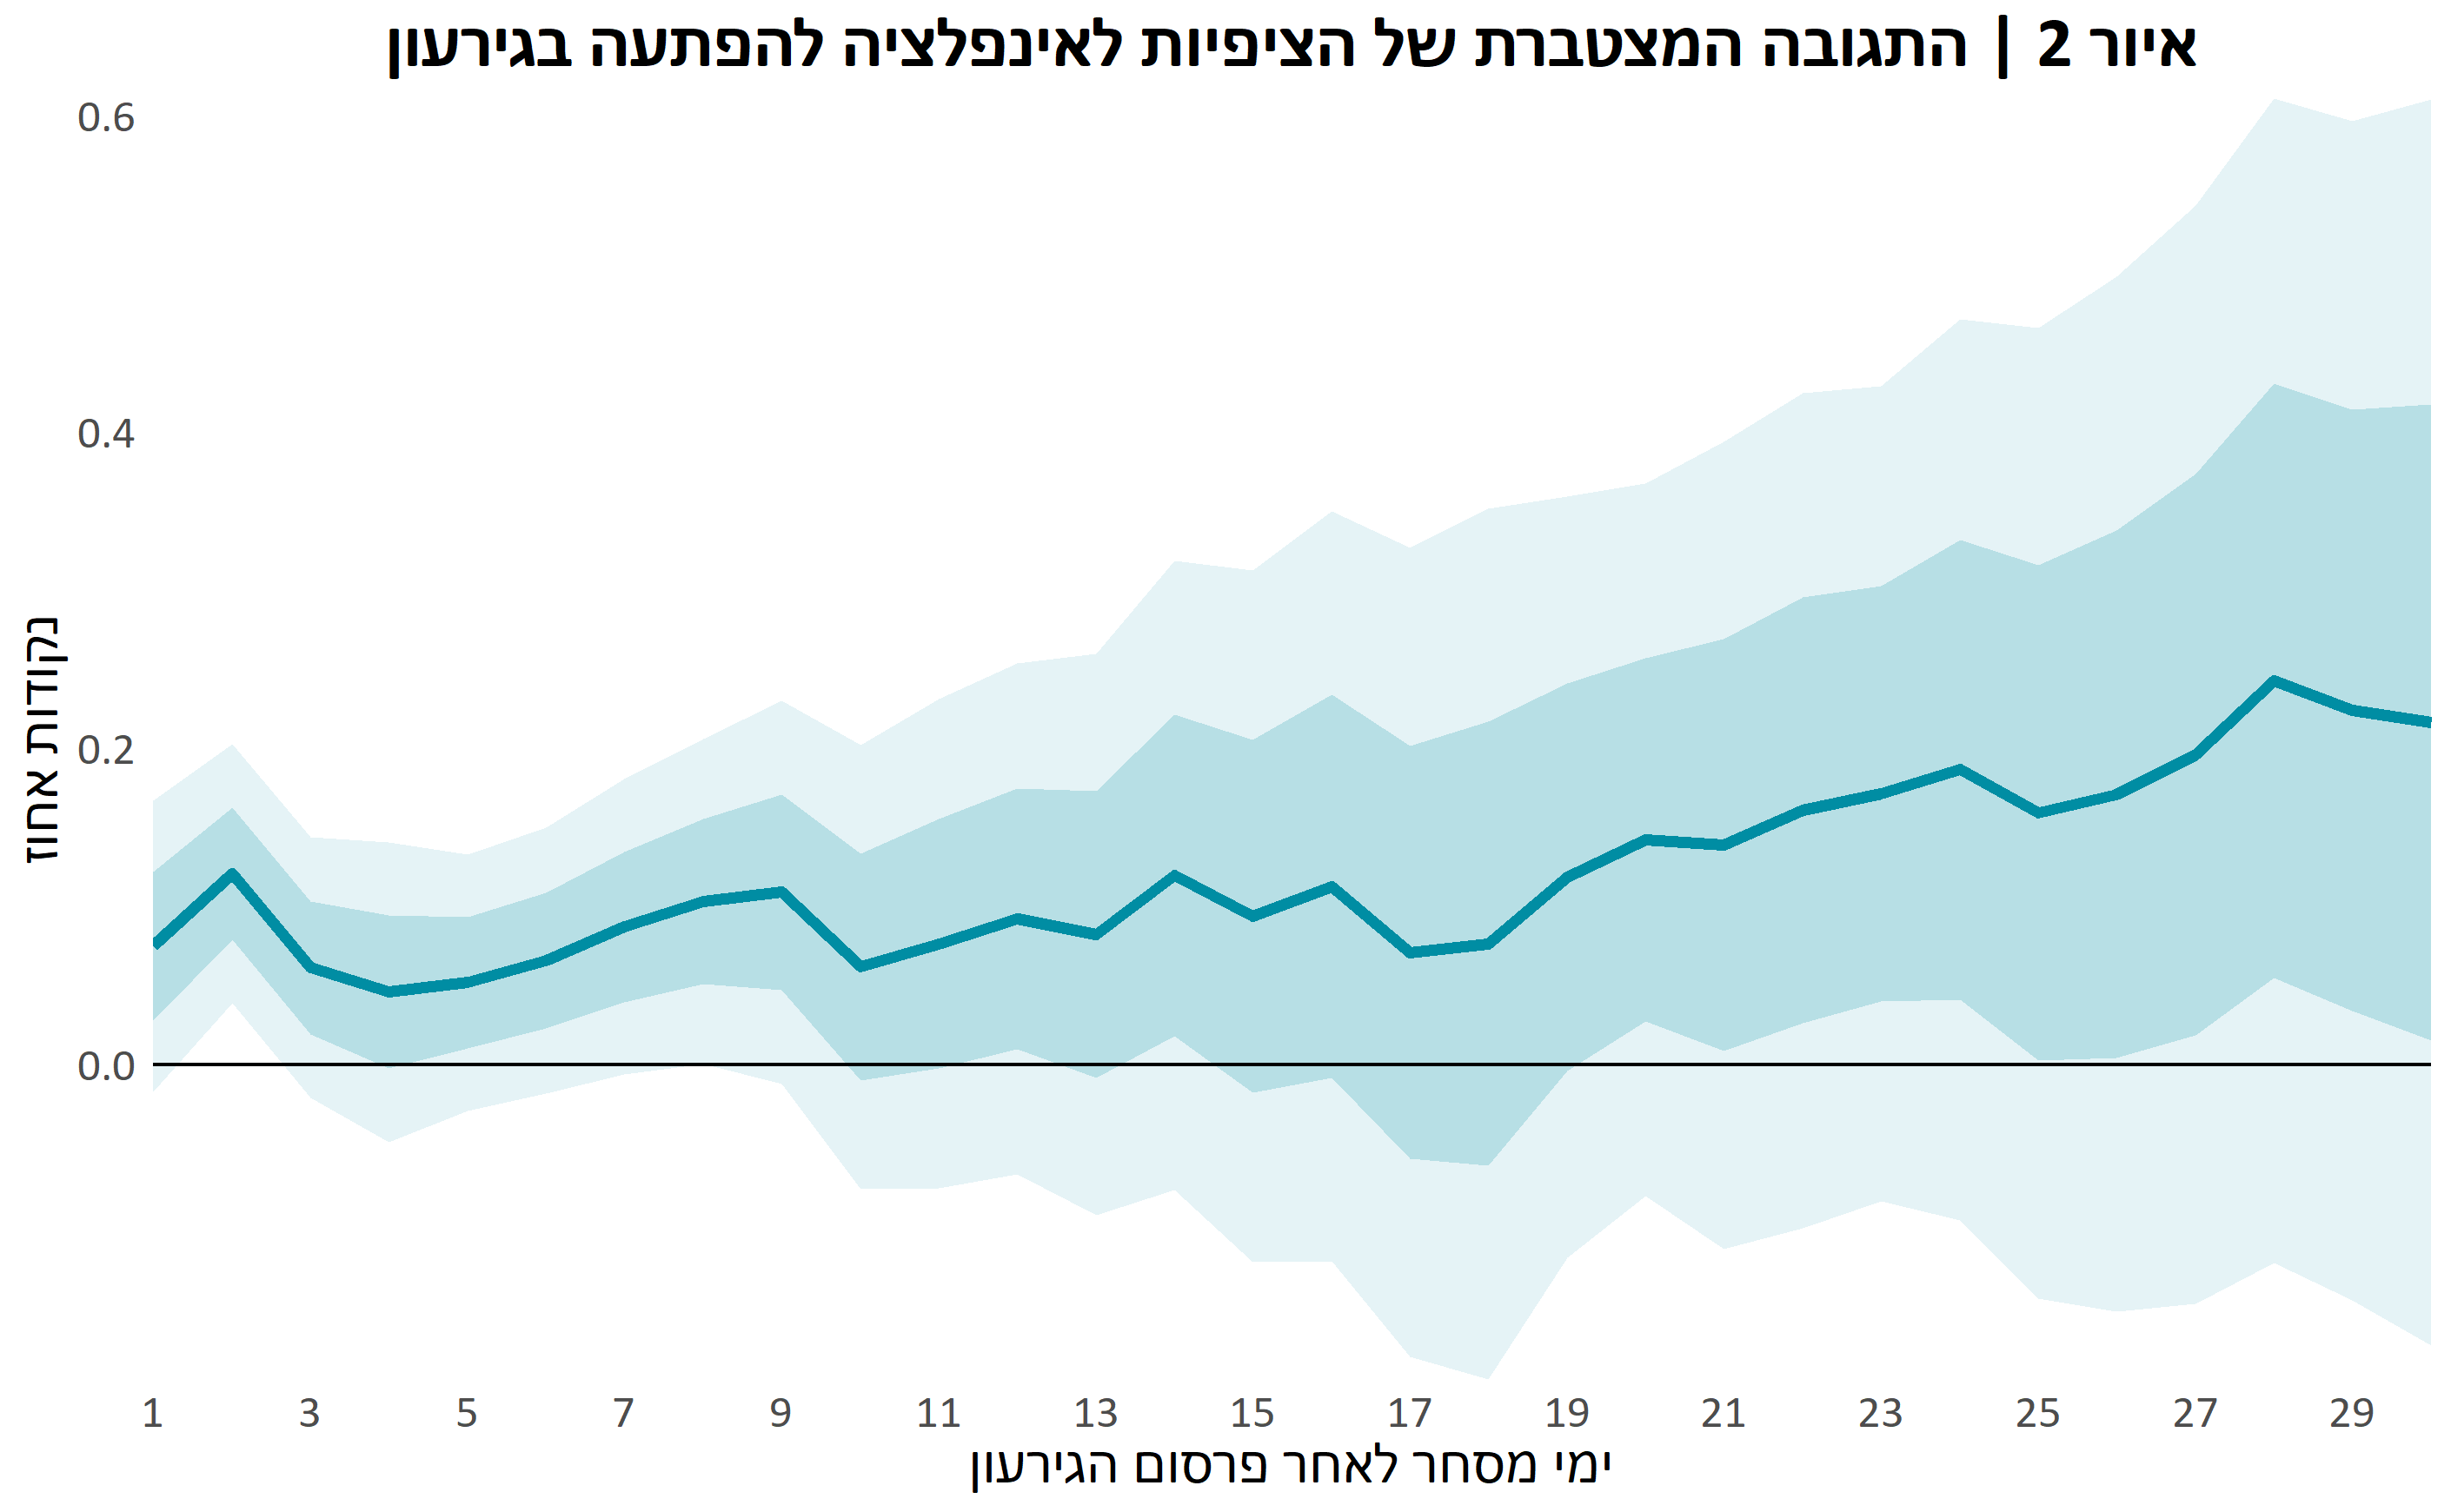 איור 2 | התגובה המצטברת של הציפיות לאינפלציה להפתעה בגירעון
נקודות אחוז
0.6
0.4
0.2
0.0
1 3 5 7 9 11 13 15 17 19 21 23 25 27 29
ימי מסחר לאחר פרסום הגירעון